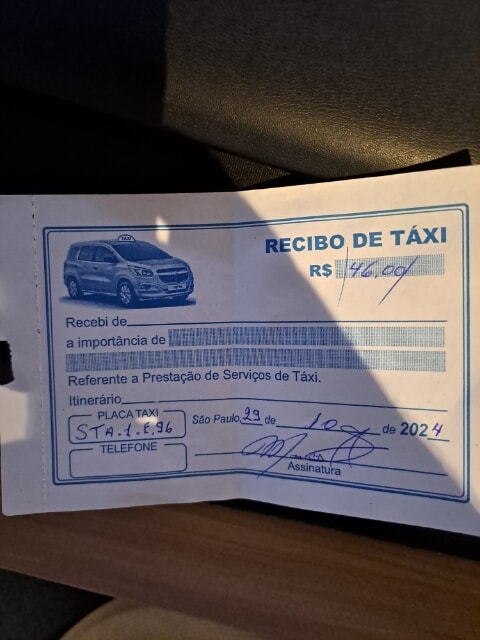 TAXI
RECIBO DE TÁXI
R$ 146,00
Recebi de
a importância de
Referente a Prestação de Serviços de Táxi.
Itinerário
PLACA TAXI
STA.1.E.96
São Paulo, 29 de 10 de 2024
TELEFONE
Assinatura